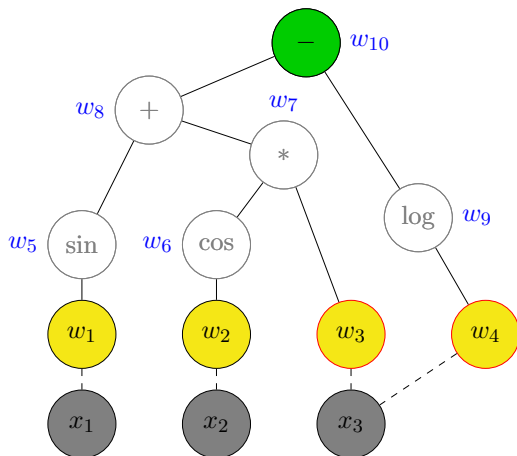 − w₁₀
w₈ +
w₇
*
w₅ sin w₆ cos log w₉
w₁ w₂ w₃ w₄
x₁ x₂ x₃